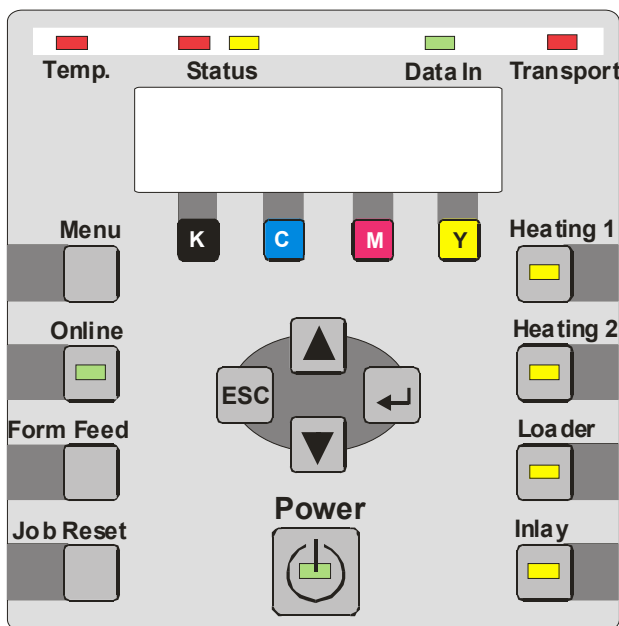 Temp. Status Data In Transport
K C M Y
Menu Heating 1
Online Heating 2
ESC
Form Feed Loader
Power
Job Reset Inlay